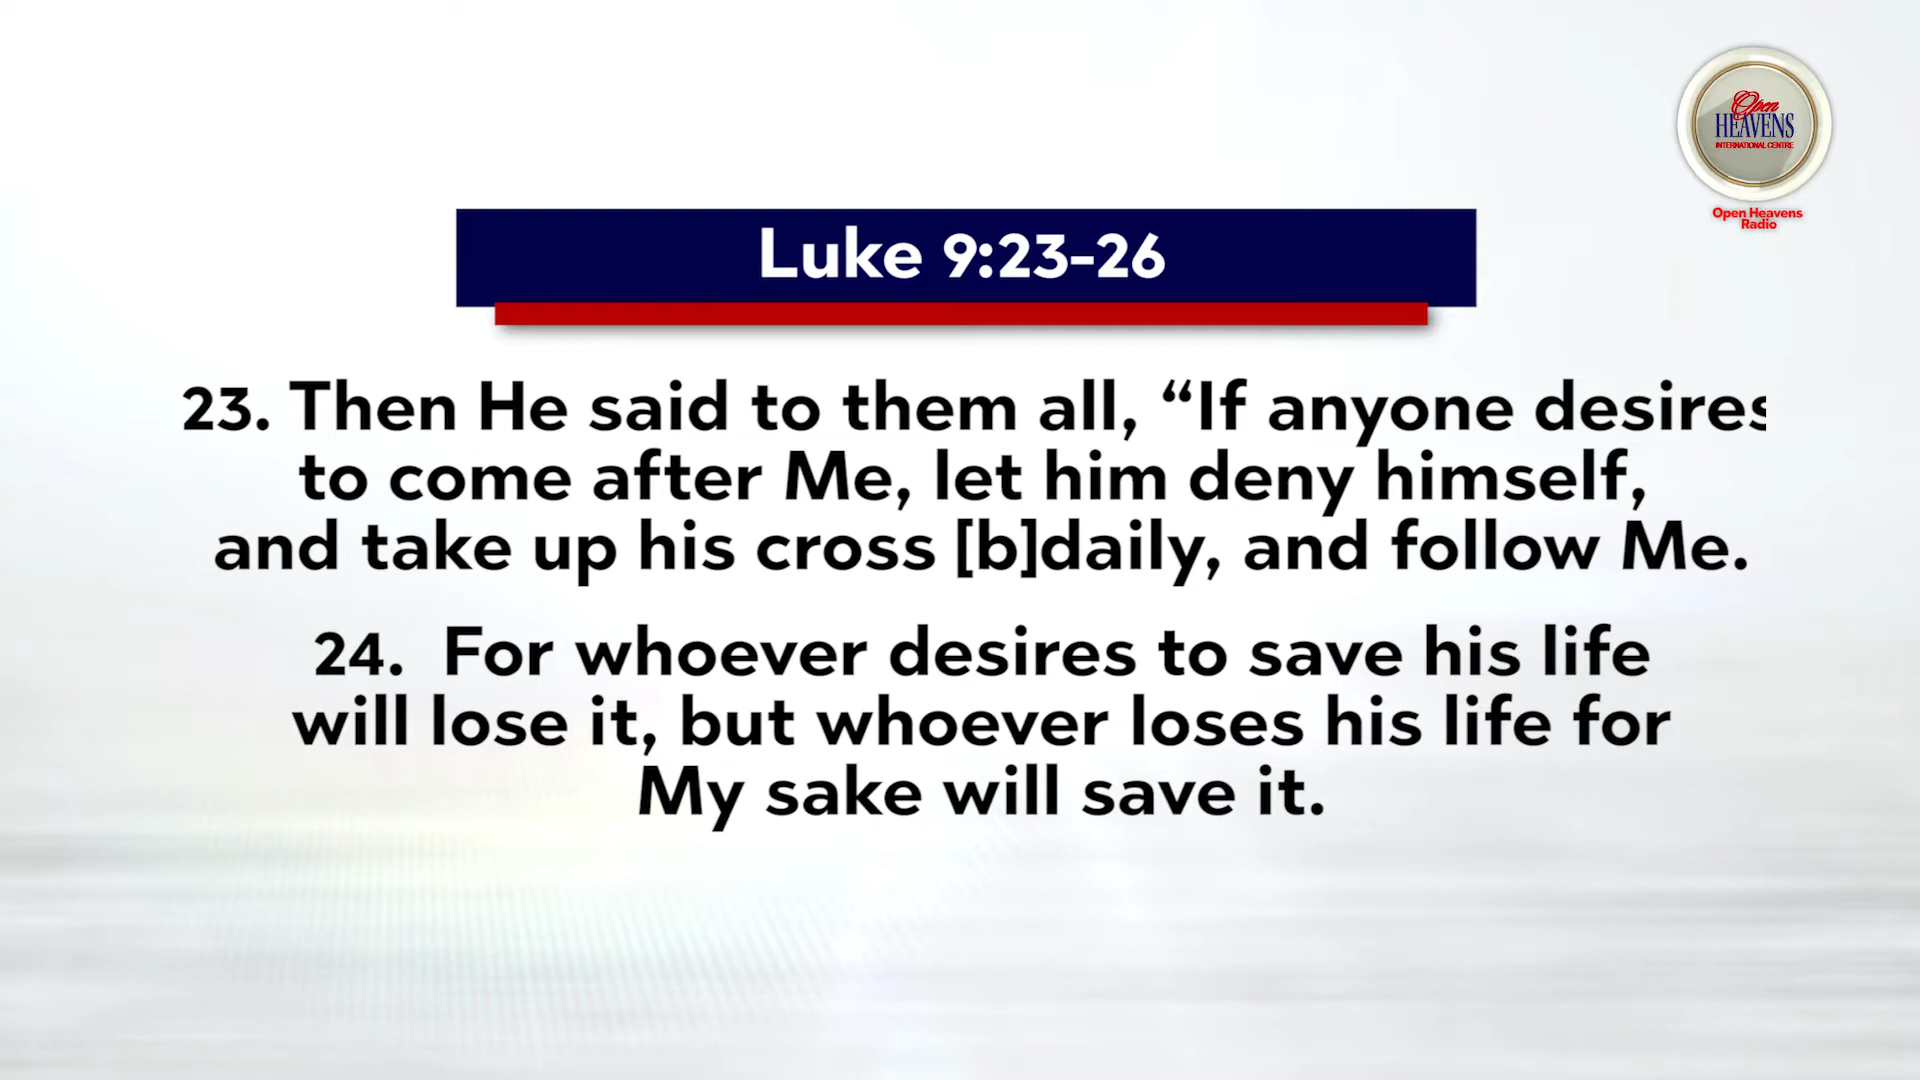 Open
HEAVENS
INTERNATIONAL CENTRE
Open Heavens
Radio
Luke 9:23-26
23. Then He said to them all, “If anyone desires
to come after Me, let him deny himself,
and take up his cross [b]daily, and follow Me.
24. For whoever desires to save his life
will lose it, but whoever loses his life for
My sake will save it.